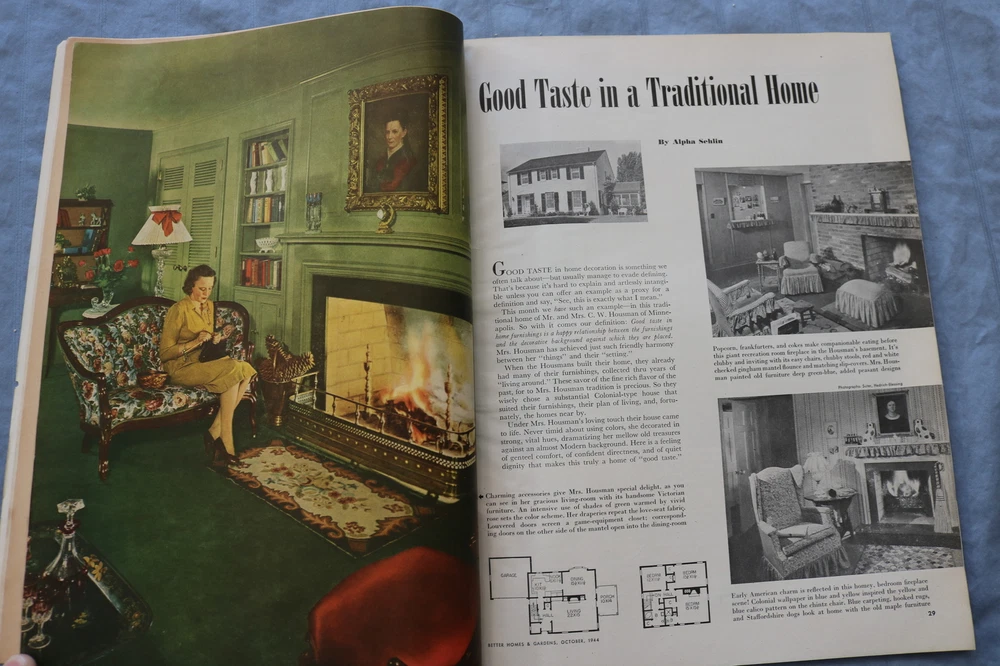 Good Taste in a Traditional Home
By Alpha Sehlin
GOOD TASTE in home decoration is something we
often talk about—but usually manage to evade defining.
That's because it's hard to explain and artlessly intangi-
ble unless you can offer an example as a proxy for a
definition and say, "See, this is exactly what I mean."
This month we have such an example—in this tradi-
tional home of Mr. and Mrs. C. W. Housman of Minne-
apolis. So with it comes our definition: Good taste in
home furnishings is a happy relationship between the furnishings
and the decorative background against which they are placed.
Mrs. Housman has achieved just such friendly harmony
between her "things" and their "setting."
When the Housmans built their home, they already
had many of their furnishings, collected thru years of
"living around." These savor of the fine rich flavor of the
past, for to Mrs. Housman tradition is precious. So they
wisely chose a substantial Colonial-type house that
suited their furnishings, their plan of living, and, fortu-
nately, the homes near by.
Under Mrs. Housman's loving touch their house came
to life. Never timid about using colors, she decorated in
strong, vital hues, dramatizing her mellow old treasures
against an almost Modern background. Here is a feeling
of genteel comfort, of confident directness, and of quiet
dignity that makes this truly a home of "good taste."
Charming accessories give Mrs. Housman special delight, as you
can see in her gracious living-room with its handsome Victorian
furniture. An intensive use of shades of green warmed by vivid
rose sets the color scheme. Her draperies repeat the love-seat fabric.
Louvered doors screen a game-equipment closet; correspond-
ing doors on the other side of the mantel open into the dining-room
Popcorn, frankfurters, and cokes make companionable eating before
this giant recreation room fireplace in the Housman's basement. It's
chubby and inviting with its easy chairs, chubby stools, red and white
checked gingham mantel flounce and matching slip-covers. Mrs. Hous-
man painted old furniture deep green-blue, added peasant designs
Photographs: Hedrich-Blessing
Early American charm is reflected in this homey, bedroom fireplace
scene! Colonial wallpaper in blue and yellow inspired the yellow and
blue calico pattern on the chintz chair. Blue carpeting, hooked rugs,
and Staffordshire dogs look at home with the old maple furniture
GARAGE
KIT
DINING
PORCH
HALL
LIVING
BEDRM
BEDRM
BEDRM
BETTER HOMES & GARDENS, OCTOBER, 1944
29